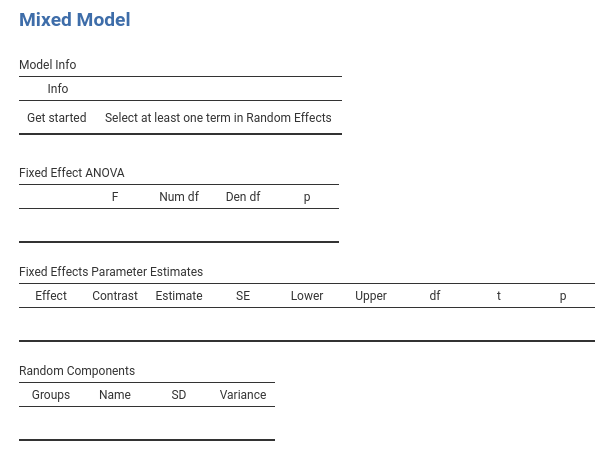 Mixed Model
Model Info
Info
Get started Select at least one term in Random Effects
Fixed Effect ANOVA
F Num df Den df p
Fixed Effects Parameter Estimates
Effect Contrast Estimate SE Lower Upper df t p
Random Components
Groups Name SD Variance